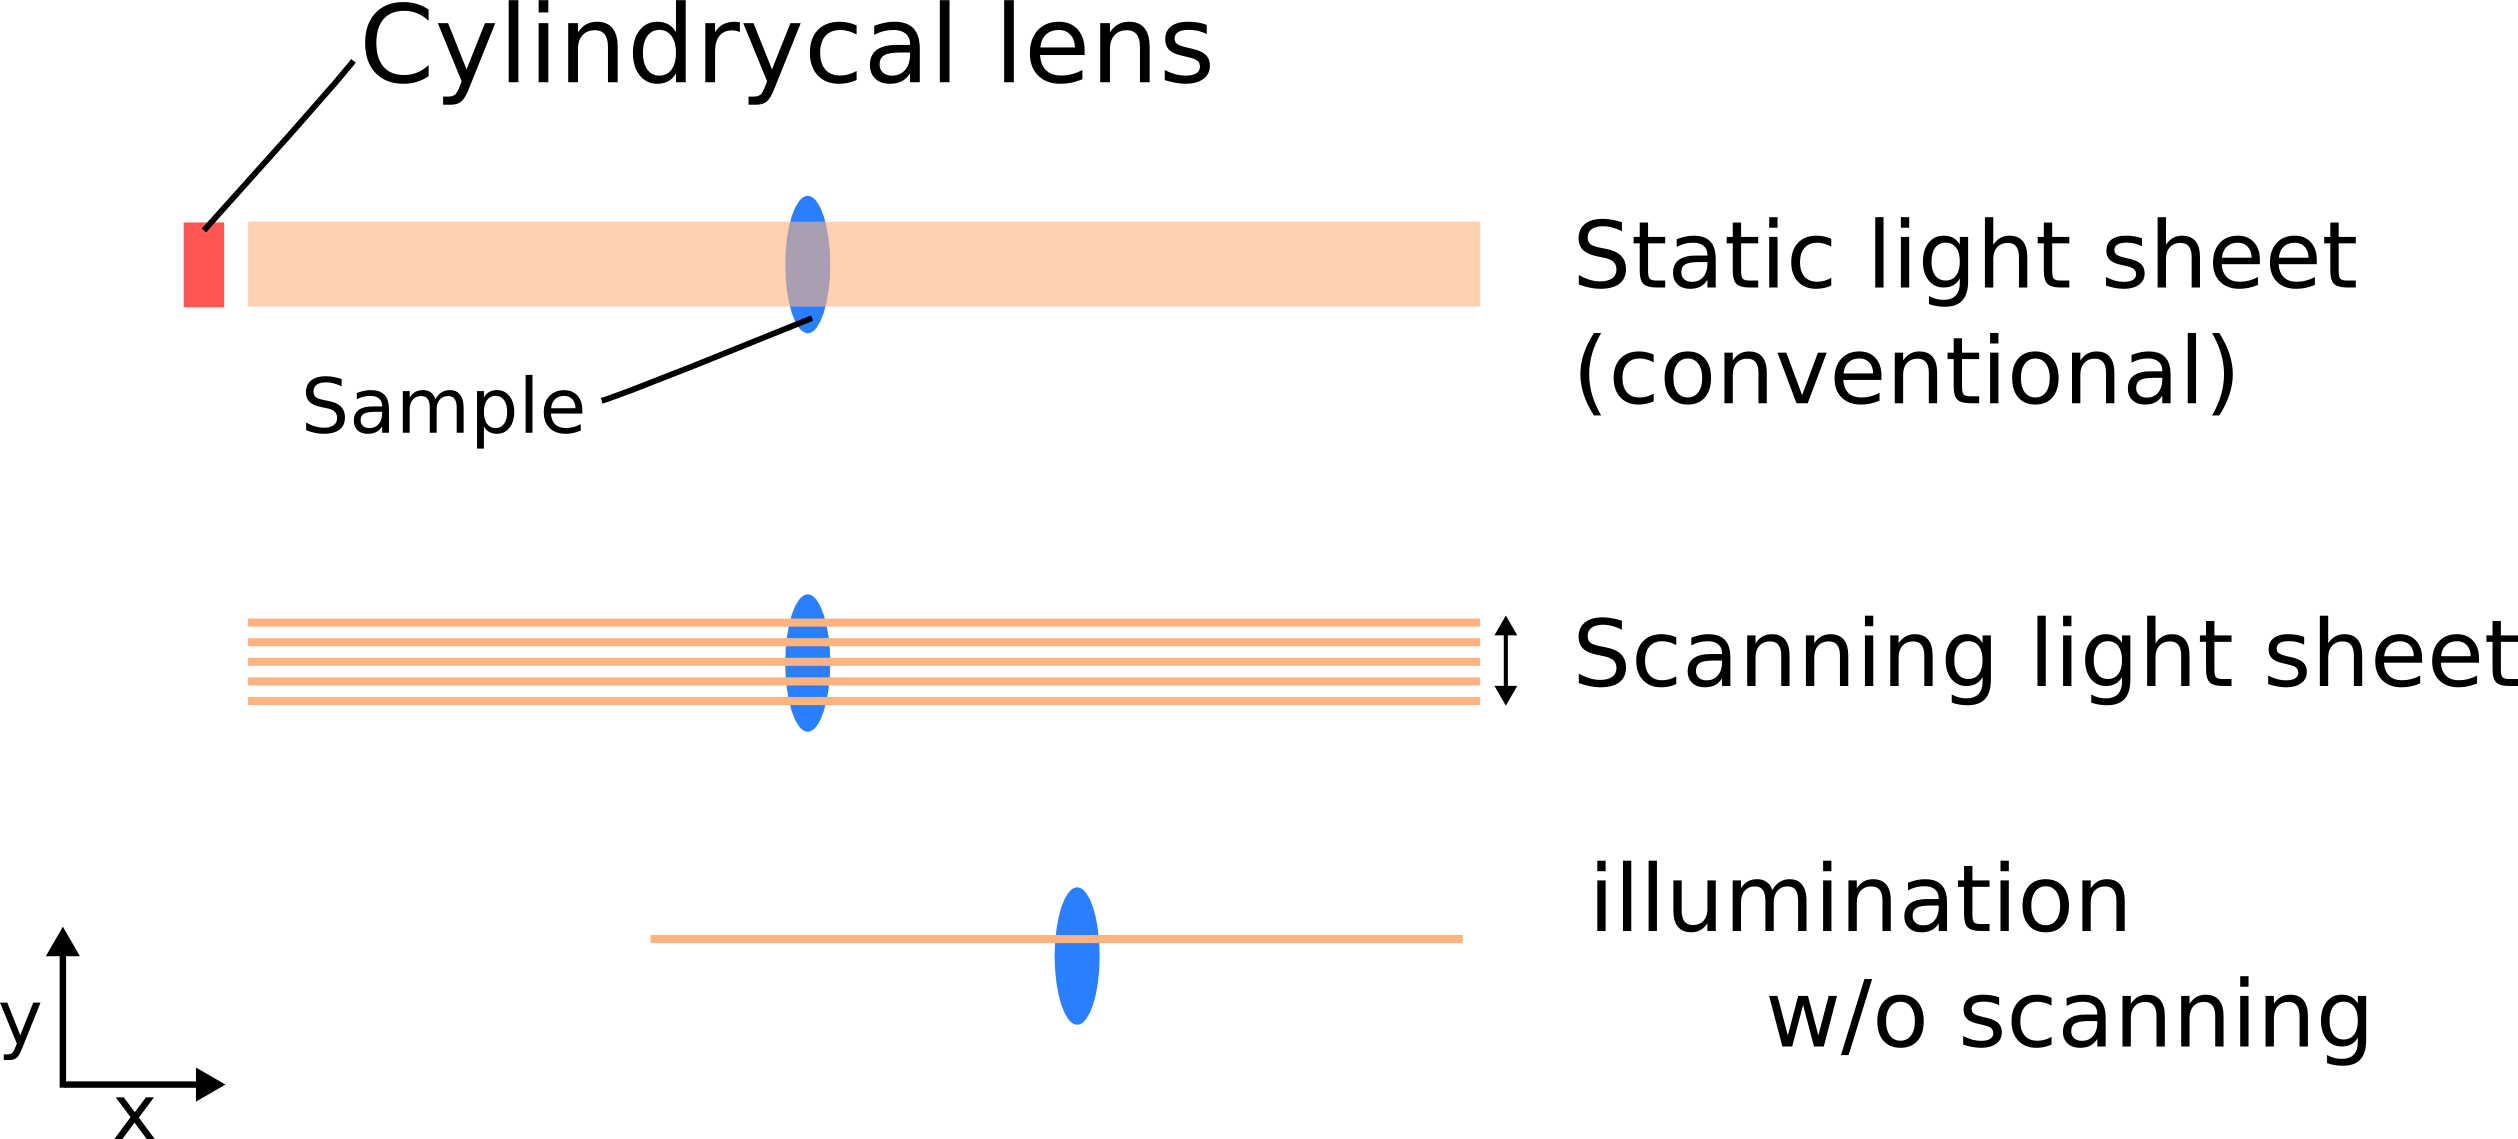 Cylindrycal lens
Static light sheet
(conventional)
Sample
Scanning light sheet
illumination
w/o scanning
y
x